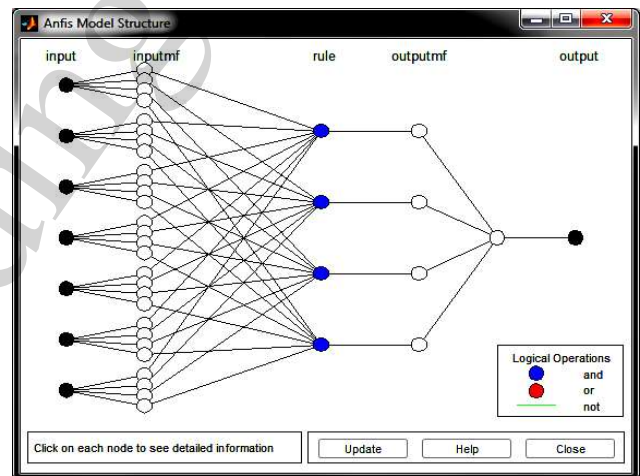 Anfis Model Structure
input inputmf rule outputmf output
Logical Operations
and
or
not
Click on each node to see detailed information
Update Help Close